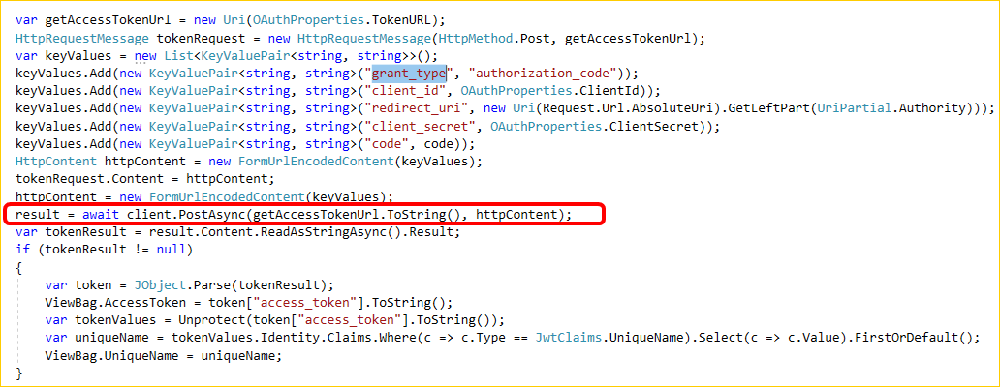 var getAccessTokenUrl = new Uri(OAuthProperties.TokenURL);
HttpRequestMessage tokenRequest = new HttpRequestMessage(HttpMethod.Post, getAccessTokenUrl);
var keyValues = new List<KeyValuePair<string, string>>();
keyValues.Add(new KeyValuePair<string, string>("grant_type", "authorization_code"));
keyValues.Add(new KeyValuePair<string, string>("client_id", OAuthProperties.ClientId));
keyValues.Add(new KeyValuePair<string, string>("redirect_uri", new Uri(Request.Url.AbsoluteUri).GetLeftPart(UriPartial.Authority)));
keyValues.Add(new KeyValuePair<string, string>("client_secret", OAuthProperties.ClientSecret));
keyValues.Add(new KeyValuePair<string, string>("code", code));
HttpContent httpContent = new FormUrlEncodedContent(keyValues);
tokenRequest.Content = httpContent;
httpContent = new FormUrlEncodedContent(keyValues);
result = await client.PostAsync(getAccessTokenUrl.ToString(), httpContent);
var tokenResult = result.Content.ReadAsStringAsync().Result;
if (tokenResult != null)
{
    var token = JObject.Parse(tokenResult);
    ViewBag.AccessToken = token["access_token"].ToString();
    var tokenValues = Unprotect(token["access_token"].ToString());
    var uniqueName = tokenValues.Identity.Claims.Where(c => c.Type == JwtClaims.UniqueName).Select(c => c.Value).FirstOrDefault();
    ViewBag.UniqueName = uniqueName;
}